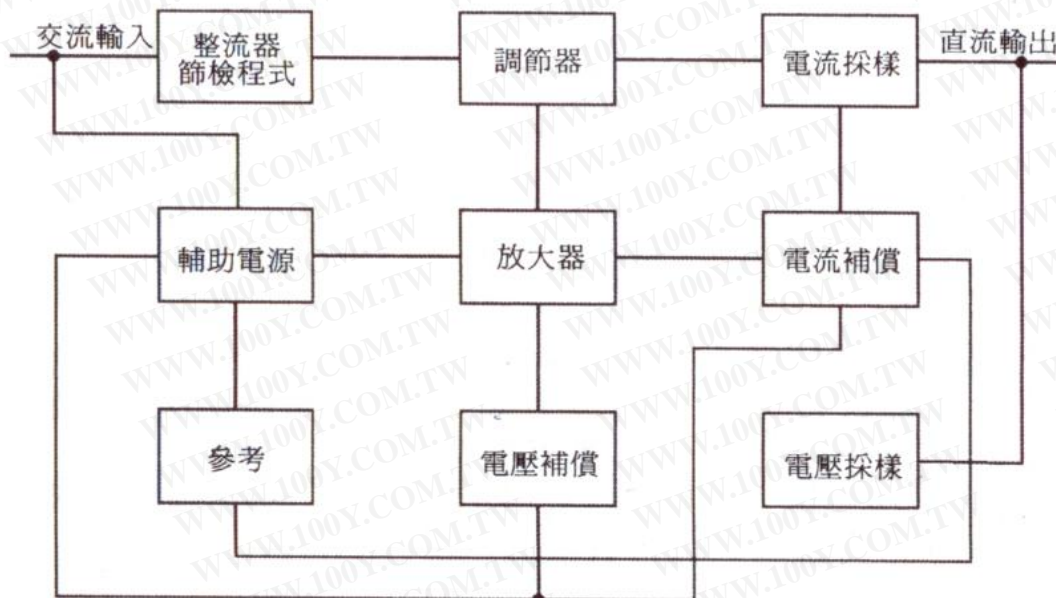 交流輸入
整流器
篩檢程式
調節器
電流採樣
直流輸出
輔助電源
放大器
電流補償
參考
電壓補償
電壓採樣
WWW.100Y.COM.TW